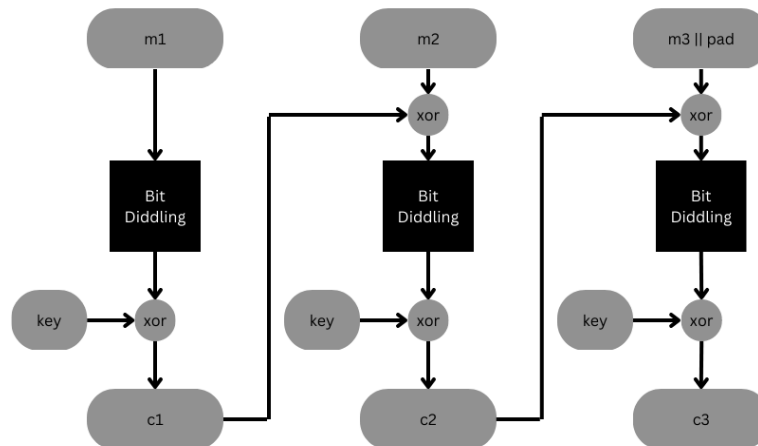 m1
m2
m3 || pad
xor
xor
Bit
Diddling
Bit
Diddling
Bit
Diddling
key
xor
key
xor
key
xor
c1
c2
c3